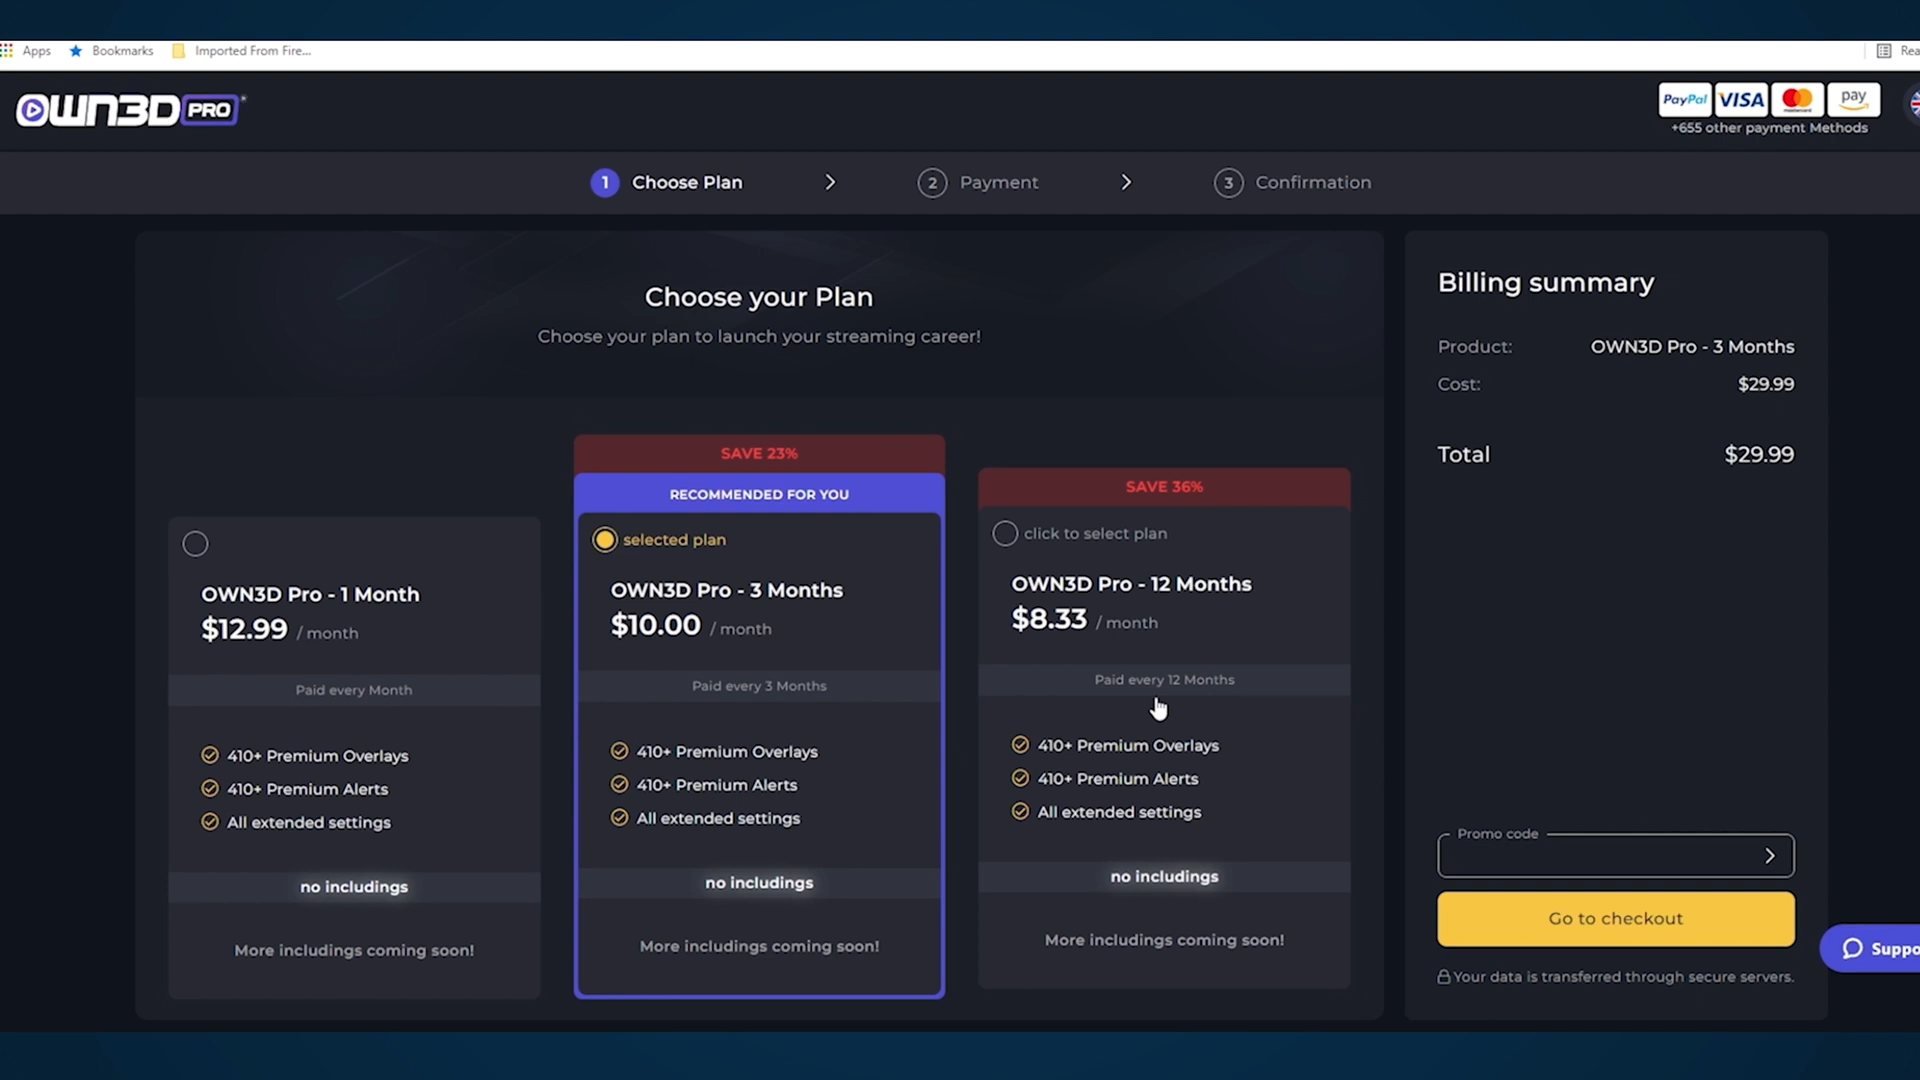 Apps
Bookmarks
Imported From Fire...
Rea
OWN3D PRO
PayPal VISA mastercard pay
+655 other payment Methods
1 Choose Plan
2 Payment
3 Confirmation
Choose your Plan
Choose your plan to launch your streaming career!
OWN3D Pro - 1 Month
$12.99 / month
Paid every Month
410+ Premium Overlays
410+ Premium Alerts
All extended settings
no includings
More includings coming soon!
SAVE 23%
RECOMMENDED FOR YOU
selected plan
OWN3D Pro - 3 Months
$10.00 / month
Paid every 3 Months
410+ Premium Overlays
410+ Premium Alerts
All extended settings
no includings
More includings coming soon!
SAVE 36%
click to select plan
OWN3D Pro - 12 Months
$8.33 / month
Paid every 12 Months
410+ Premium Overlays
410+ Premium Alerts
All extended settings
no includings
More includings coming soon!
Billing summary
Product: OWN3D Pro - 3 Months
Cost: $29.99
Total $29.99
Promo code
Go to checkout
Your data is transferred through secure servers.
Suppo